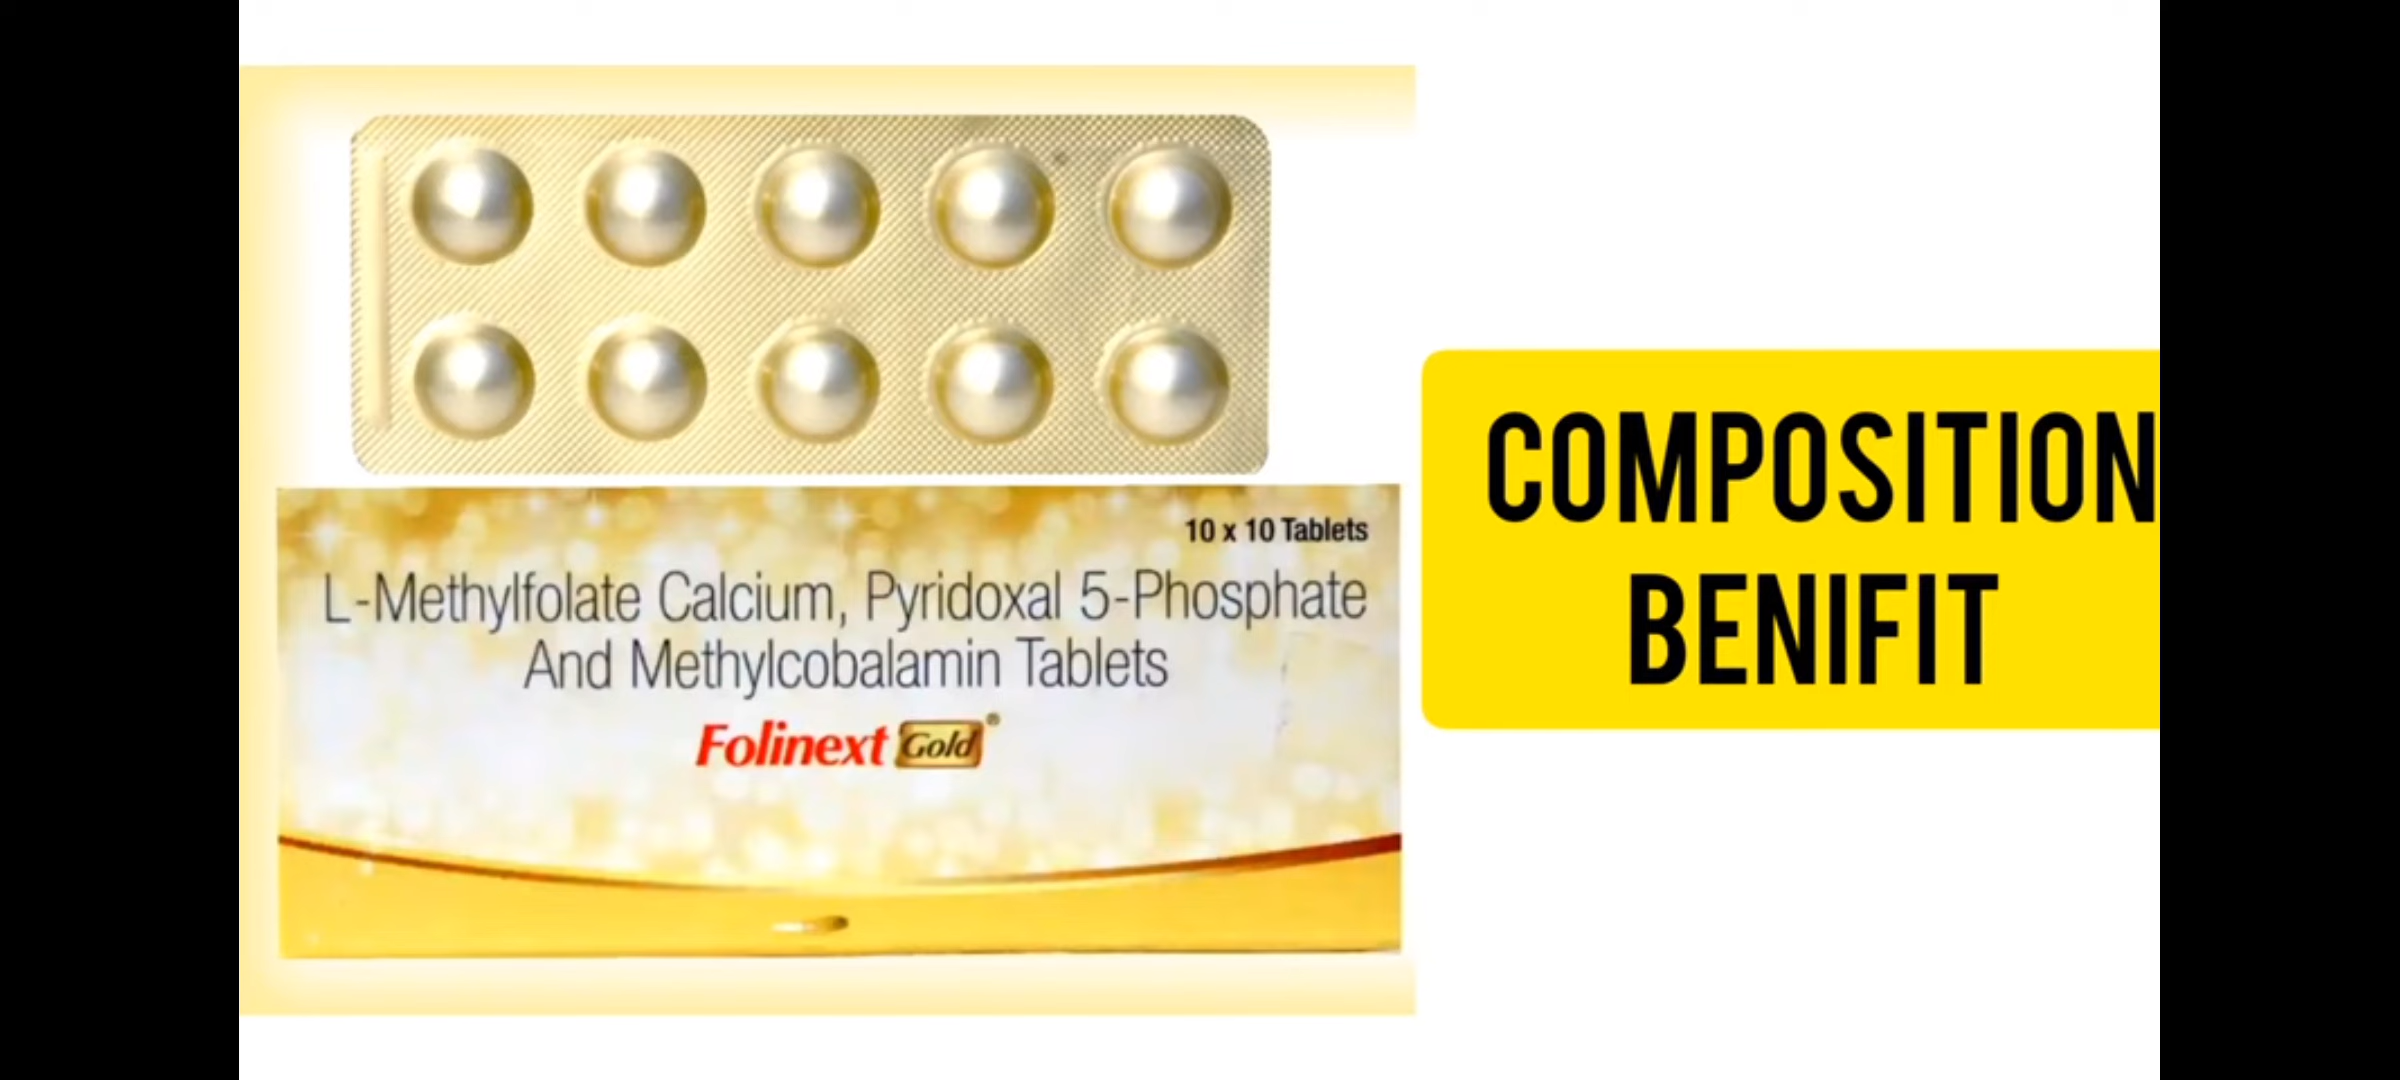 10 x 10 Tablets
L-Methylfolate Calcium, Pyridoxal 5-Phosphate
And Methylcobalamin Tablets
Folinext Gold®
COMPOSITION
BENIFIT